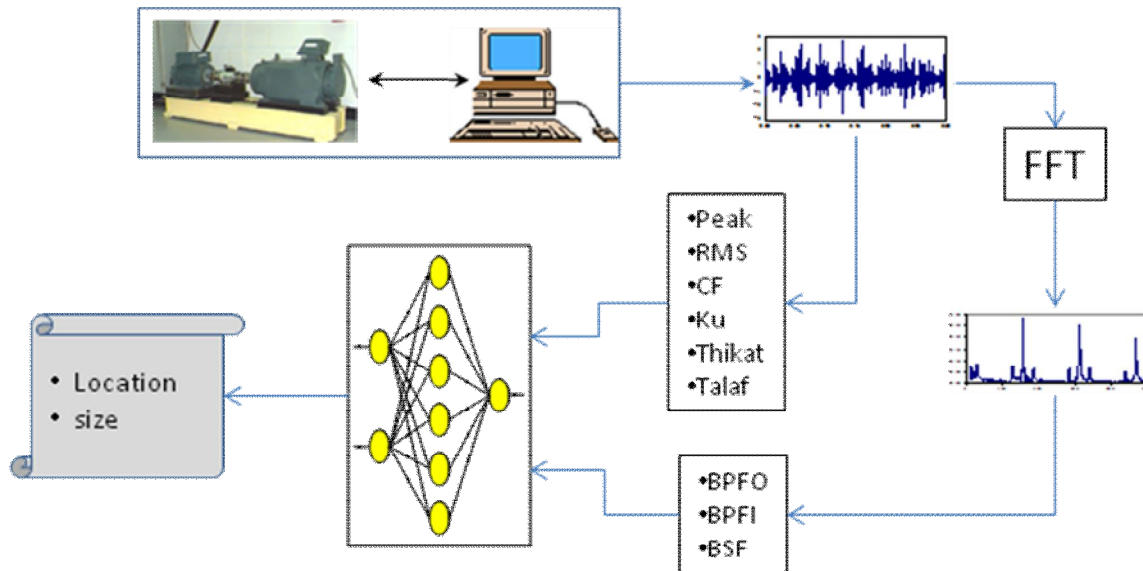 FFT
•Peak
•RMS
•CF
•Ku
•Thikat
•Talaf
• Location
• size
•BPFO
•BPFI
•BSF